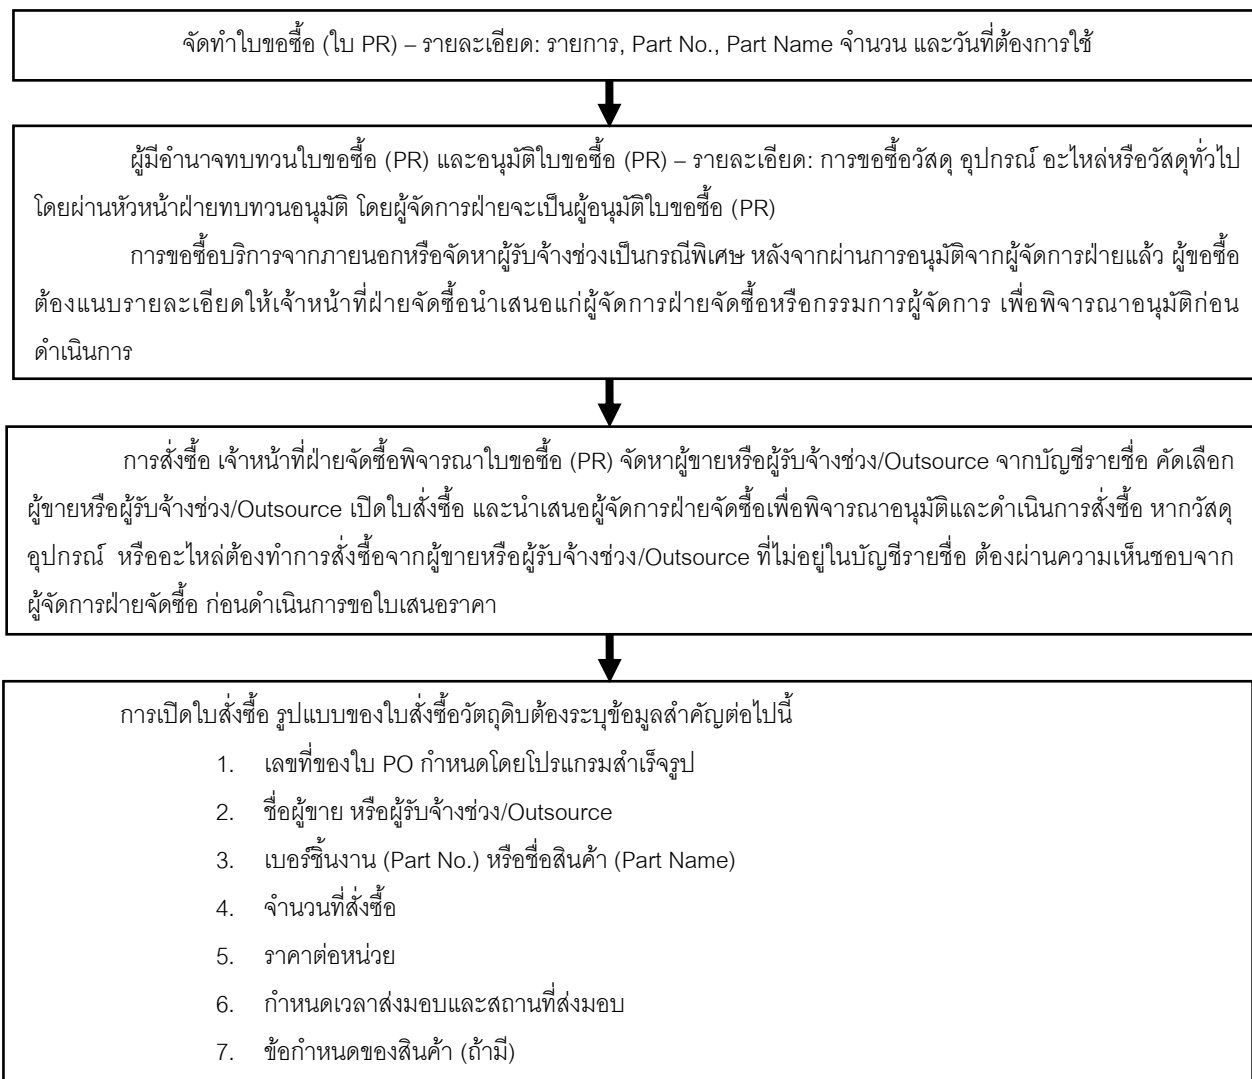 จัดทำใบขอซื้อ (ใบ PR) – รายละเอียด: รายการ, Part No., Part Name จำนวน และวันที่ต้องการใช้
ผู้มีอำนาจทบทวนใบขอซื้อ (PR) และอนุมัติใบขอซื้อ (PR) – รายละเอียด: การขอซื้อวัสดุ อุปกรณ์ อะไหล่หรือวัสดุทั่วไป
โดยผ่านหัวหน้าฝ่ายทบทวนอนุมัติ โดยผู้จัดการฝ่ายจะเป็นผู้อนุมัติใบขอซื้อ (PR)
การขอซื้อบริการจากภายนอกหรือจัดหาผู้รับจ้างช่วงเป็นกรณีพิเศษ หลังจากผ่านการอนุมัติจากผู้จัดการฝ่ายแล้ว ผู้ขอซื้อ
ต้องแนบรายละเอียดให้เจ้าหน้าที่ฝ่ายจัดซื้อนำเสนอแก่ผู้จัดการฝ่ายจัดซื้อหรือกรรมการผู้จัดการ เพื่อพิจารณาอนุมัติก่อน
ดำเนินการ
การสั่งซื้อ เจ้าหน้าที่ฝ่ายจัดซื้อพิจารณาใบขอซื้อ (PR) จัดหาผู้ขายหรือผู้รับจ้างช่วง/Outsource จากบัญชีรายชื่อ คัดเลือก
ผู้ขายหรือผู้รับจ้างช่วง/Outsource เปิดใบสั่งซื้อ และนำเสนอผู้จัดการฝ่ายจัดซื้อเพื่อพิจารณาอนุมัติและดำเนินการสั่งซื้อ หากวัสดุ
อุปกรณ์ หรืออะไหล่ต้องทำการสั่งซื้อจากผู้ขายหรือผู้รับจ้างช่วง/Outsource ที่ไม่อยู่ในบัญชีรายชื่อ ต้องผ่านความเห็นชอบจาก
ผู้จัดการฝ่ายจัดซื้อ ก่อนดำเนินการขอใบเสนอราคา
การเปิดใบสั่งซื้อ รูปแบบของใบสั่งซื้อวัตถุดิบต้องระบุข้อมูลสำคัญต่อไปนี้
1. เลขที่ของใบ PO กำหนดโดยโปรแกรมสำเร็จรูป
2. ชื่อผู้ขาย หรือผู้รับจ้างช่วง/Outsource
3. เบอร์ชิ้นงาน (Part No.) หรือชื่อสินค้า (Part Name)
4. จำนวนที่สั่งซื้อ
5. ราคาต่อหน่วย
6. กำหนดเวลาส่งมอบและสถานที่ส่งมอบ
7. ข้อกำหนดของสินค้า (ถ้ามี)